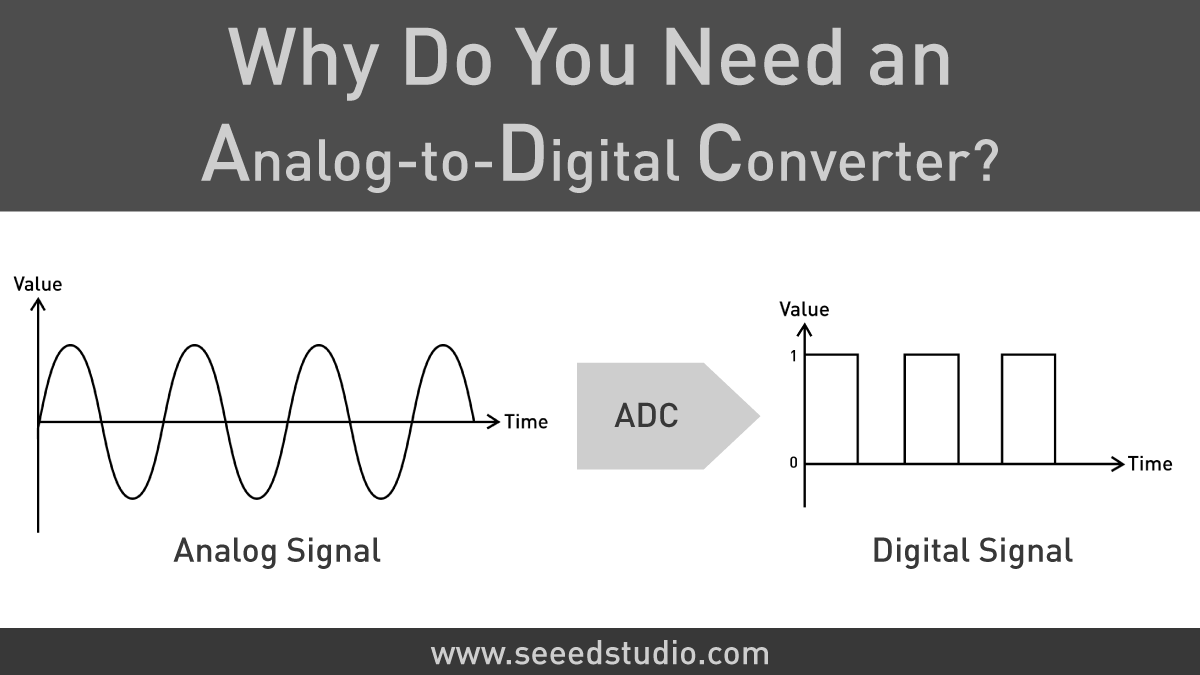 Why Do You Need an
Analog-to-Digital Converter?
Value
Time
Analog Signal
ADC
Value
1
0
Time
Digital Signal
www.seeedstudio.com